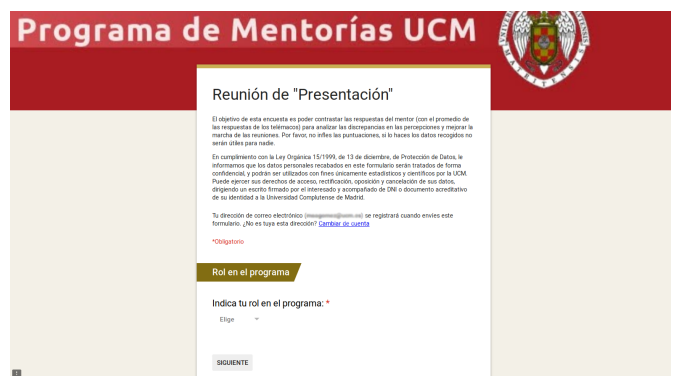 Programa de Mentorías UCM
Reunión de "Presentación"
El objetivo de esta encuesta es poder contrastar las respuestas del mentor (con el promedio de
las respuestas de los telémacos) para analizar las discrepancias en las percepciones y mejorar la
marcha de las reuniones. Por favor, no infles las puntuaciones, si lo haces los datos recogidos no
serán útiles para nadie.
En cumplimiento con la Ley Orgánica 15/1999, de 13 de diciembre, de Protección de Datos, le
informamos que los datos personales recabados en este formulario serán tratados de forma
confidencial, y podrán ser utilizados con fines únicamente estadísticos y científicos por la UCM.
Puede ejercer sus derechos de acceso, rectificación, oposición y cancelación de sus datos,
dirigiendo un escrito firmado por el interesado y acompañado de DNI o documento acreditativo
de su identidad a la Universidad Complutense de Madrid.
Tu dirección de correo electrónico se registrará cuando envíes este
formulario. ¿No es tuya esta dirección? Cambiar de cuenta
*Obligatorio
Rol en el programa
Indica tu rol en el programa: *
Elige
SIGUIENTE